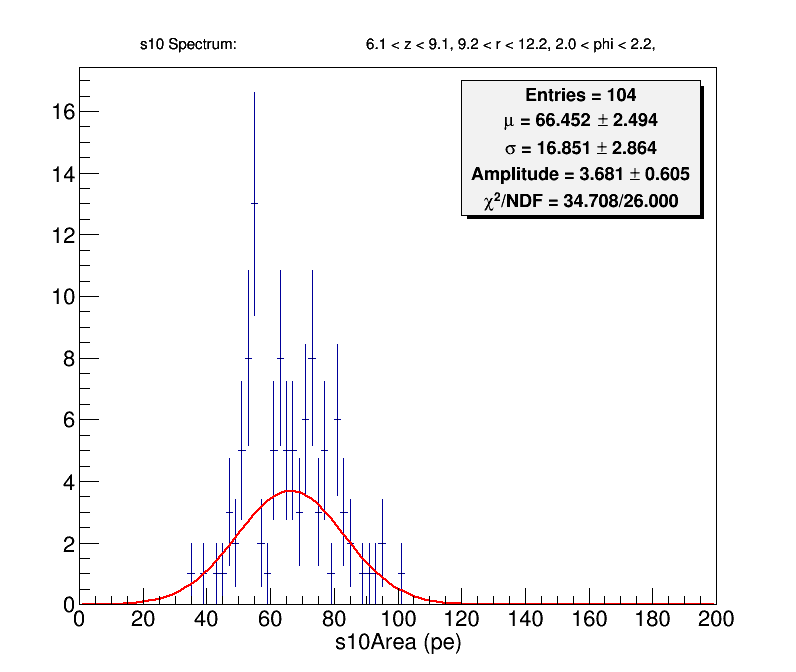 s10 Spectrum: 6.1 < z < 9.1, 9.2 < r < 12.2, 2.0 < phi < 2.2,
Entries = 104
μ = 66.452 ± 2.494
σ = 16.851 ± 2.864
Amplitude = 3.681 ± 0.605
χ²/NDF = 34.708/26.000
16
14
12
10
8
6
4
2
0
0 20 40 60 80 100 120 140 160 180 200
s10Area (pe)